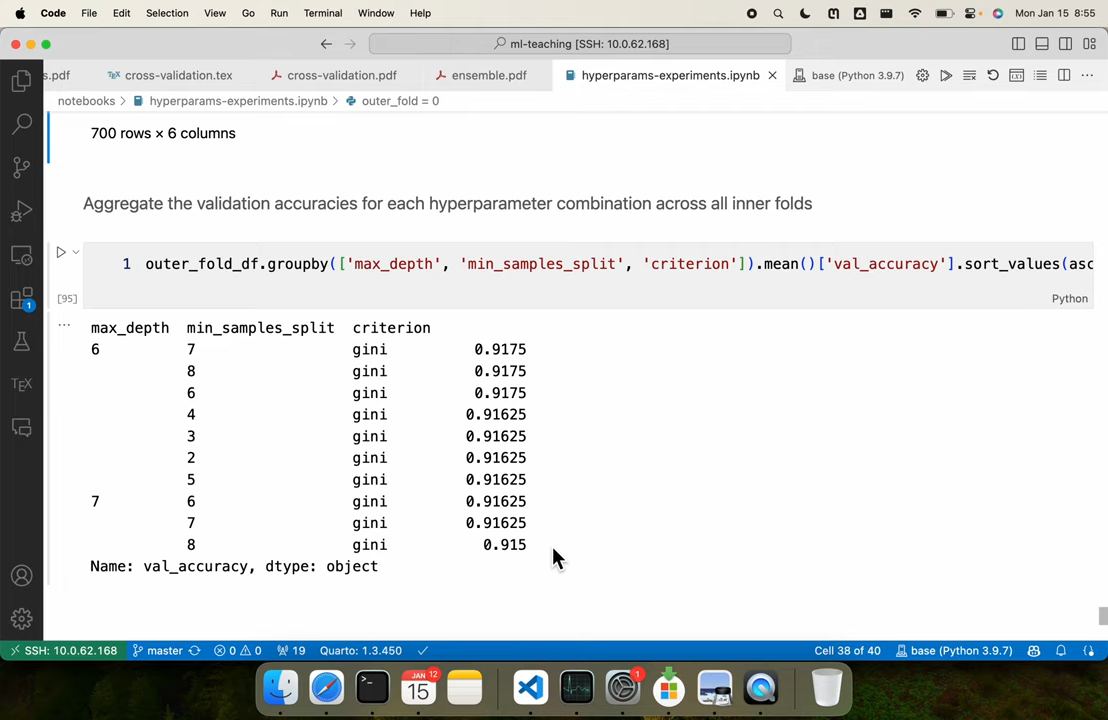 Code File Edit Selection View Go Run Terminal Window Help Mon Jan 15 8:55
ml-teaching [SSH: 10.0.62.168]
s.pdf TEX cross-validation.tex cross-validation.pdf ensemble.pdf hyperparams-experiments.ipynb base (Python 3.9.7)
notebooks > hyperparams-experiments.ipynb > outer_fold = 0
700 rows × 6 columns
Aggregate the validation accuracies for each hyperparameter combination across all inner folds
1 outer_fold_df.groupby(['max_depth', 'min_samples_split', 'criterion']).mean()['val_accuracy'].sort_values(asc
[95]
Python
... max_depth min_samples_split criterion
6 7 gini 0.9175
8 gini 0.9175
6 gini 0.9175
4 gini 0.91625
3 gini 0.91625
2 gini 0.91625
5 gini 0.91625
7 6 gini 0.91625
7 gini 0.91625
8 gini 0.915
Name: val_accuracy, dtype: object
1
TEX
SSH: 10.0.62.168 master 0 0 19 Quarto: 1.3.450 Cell 38 of 40 base (Python 3.9.7)
JAN 15 12 1